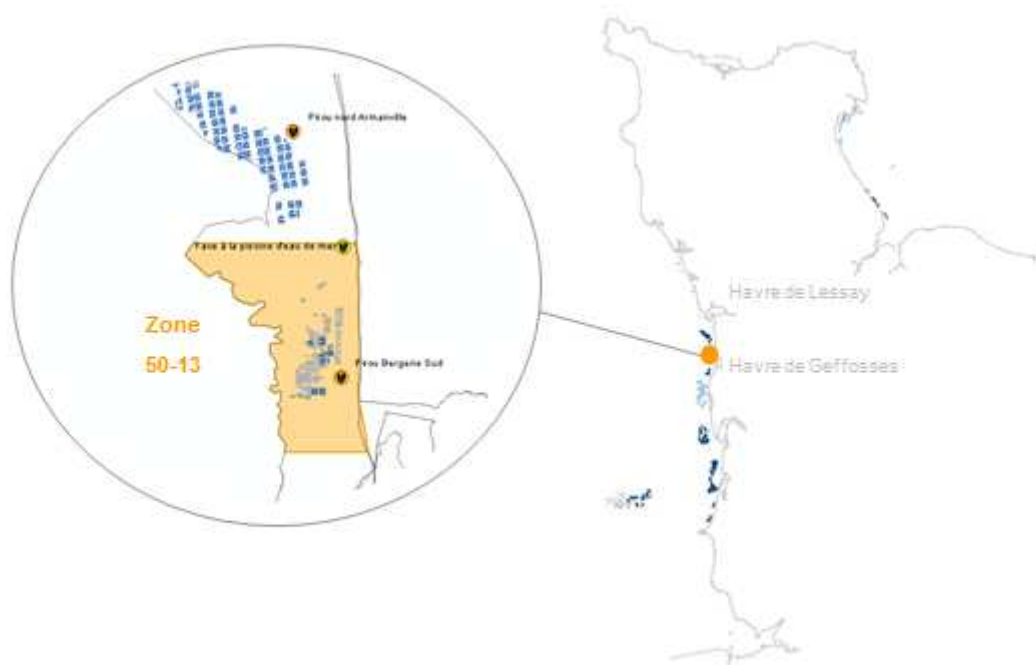 Pirou nord Armanville
Face à la piscine d'eau de mer
Zone
50-13
Pirou Bergerie Sud
Havre de Lessay
Havre de Geffosses